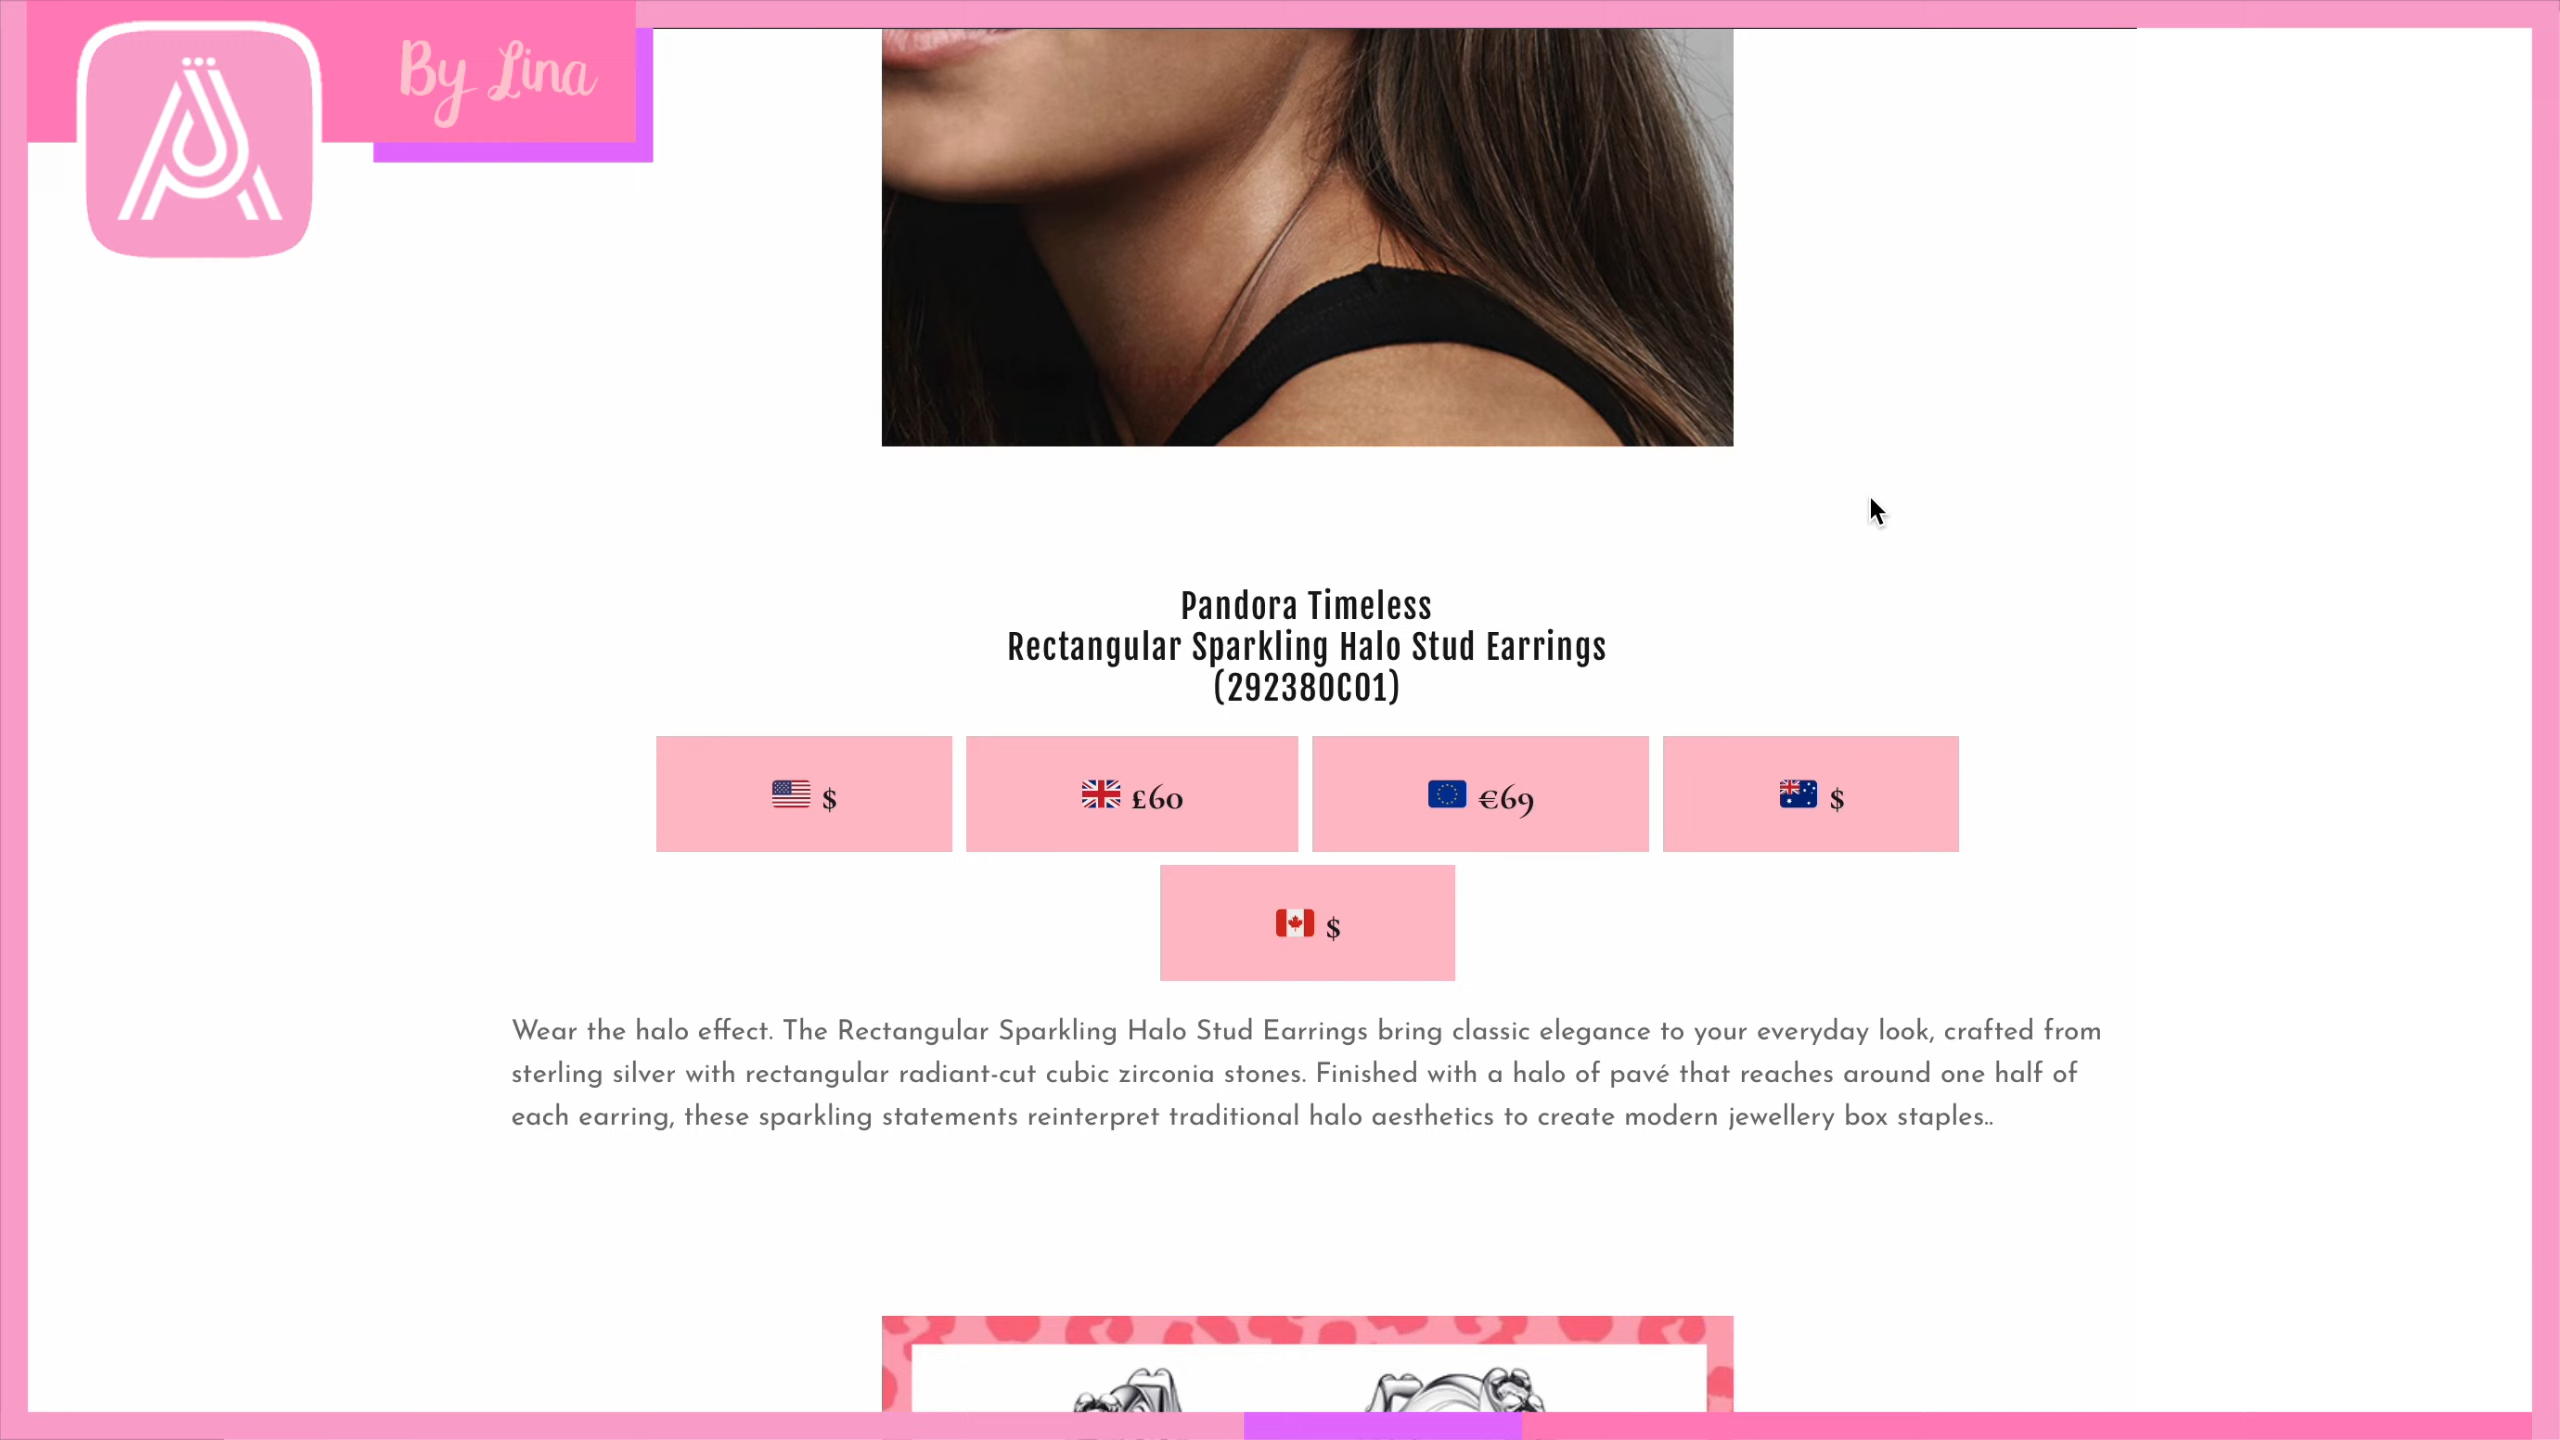 By Lina
Pandora Timeless
Rectangular Sparkling Halo Stud Earrings
(292380C01)
$
£60
€69
$
$
Wear the halo effect. The Rectangular Sparkling Halo Stud Earrings bring classic elegance to your everyday look, crafted from
sterling silver with rectangular radiant-cut cubic zirconia stones. Finished with a halo of pavé that reaches around one half of
each earring, these sparkling statements reinterpret traditional halo aesthetics to create modern jewellery box staples..